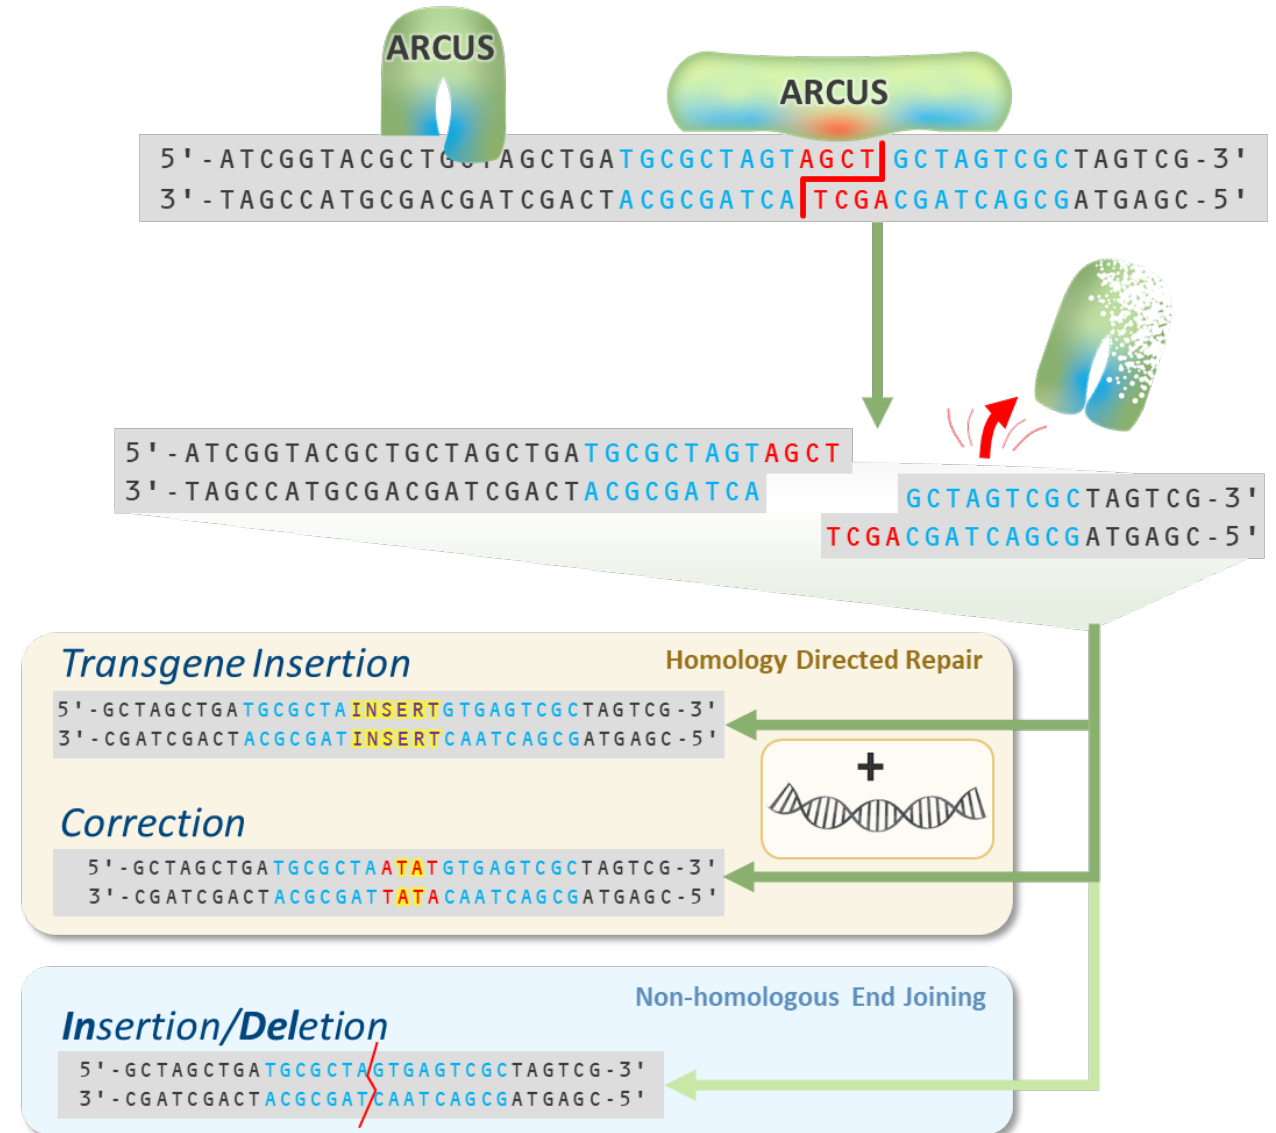 ARCUS
ARCUS
5'-ATCGGTACGCTGCTAGCTGATGCGCTAGTAGCT GCTAGTCGCTAGTCG-3'
3'-TAGCCATGCGACGATCGACTACGCGATCA TCGACGATCAGCGATGAGC-5'
5'-ATCGGTACGCTGCTAGCTGATGCGCTAGTAGCT
3'-TAGCCATGCGACGATCGACTACGCGATCA
GCTAGTCGCTAGTCG-3'
TCGACGATCAGCGATGAGC-5'
Transgene Insertion
Homology Directed Repair
5'-GCTAGCTGATGCGCTAINSERTGTGAGTCGCTAGTCG-3'
3'-CGATCGACTACGCGATINSERTCAATCAGCGATGAGC-5'
+
Correction
5'-GCTAGCTGATGCGCTAATATGTGAGTCGCTAGTCG-3'
3'-CGATCGACTACGCGATTATACAATCAGCGATGAGC-5'
Non-homologous End Joining
Insertion/Deletion
5'-GCTAGCTGATGCGCTAGTGAGTCGCTAGTCG-3'
3'-CGATCGACTACGCGATCAATCAGCGATGAGC-5'